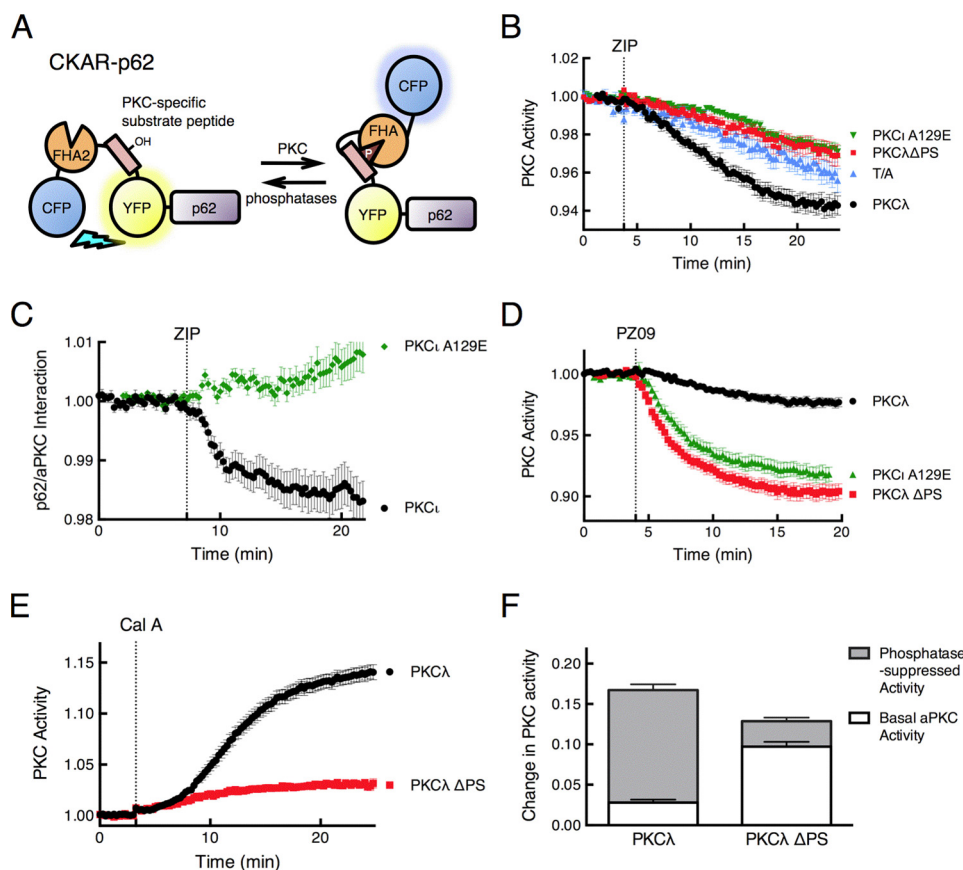 A
CKAR-p62
PKC-specific
substrate peptide
OH
FHA2
CFP
YFP
p62
PKC
phosphatases
CFP
FHA
P
YFP
p62
B
ZIP
PKC Activity
1.02
1.00
0.98
0.96
0.94
0
5
10
15
20
Time (min)
PKCι A129E
PKCλΔPS
T/A
PKCλ
C
ZIP
p62/aPKC Interaction
1.01
1.00
0.99
0.98
0
10
20
Time (min)
PKCι A129E
PKCι
D
PZ09
PKC Activity
1.00
0.95
0.90
0
5
10
15
20
Time (min)
PKCλ
PKCι A129E
PKCλ ΔPS
E
Cal A
PKC Activity
1.15
1.10
1.05
1.00
0
10
20
Time (min)
PKCλ
PKCλ ΔPS
F
Change in PKC activity
0.20
0.15
0.10
0.05
0.00
PKCλ
PKCλ ΔPS
Phosphatase
-suppressed
Activity
Basal aPKC
Activity